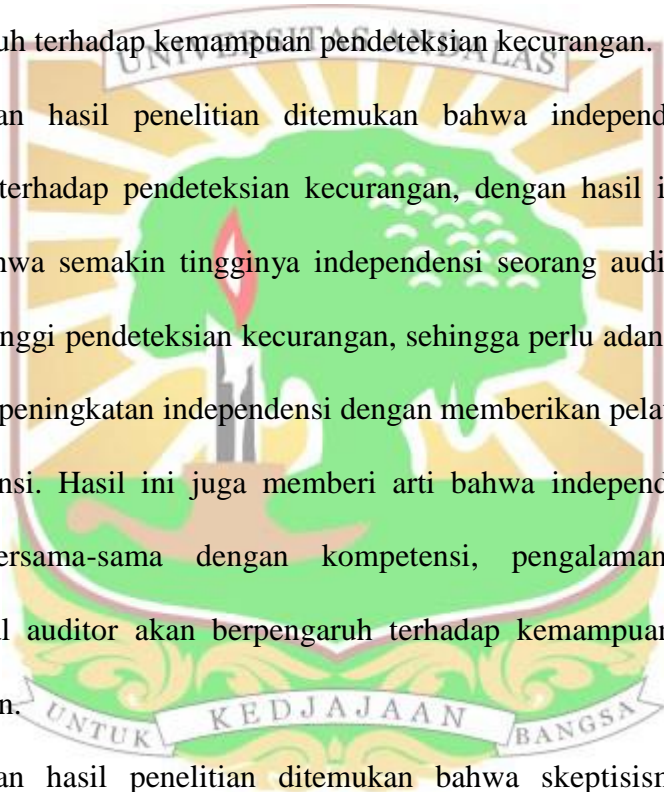 uh terhadap kemampuan pendeteksian kecurangan.
UNIVERSITAS ANDALAS
an hasil penelitian ditemukan bahwa independ
terhadap pendeteksian kecurangan, dengan hasil i
hwa semakin tingginya independensi seorang audi
nggi pendeteksian kecurangan, sehingga perlu adan
peningkatan independensi dengan memberikan pela
nsi. Hasil ini juga memberi arti bahwa independ
ersama-sama dengan kompetensi, pengalaman
al auditor akan berpengaruh terhadap kemampuan
n.
UNTUK KEDJAJAAN BANGSA
an hasil penelitian ditemukan bahwa skeptisism